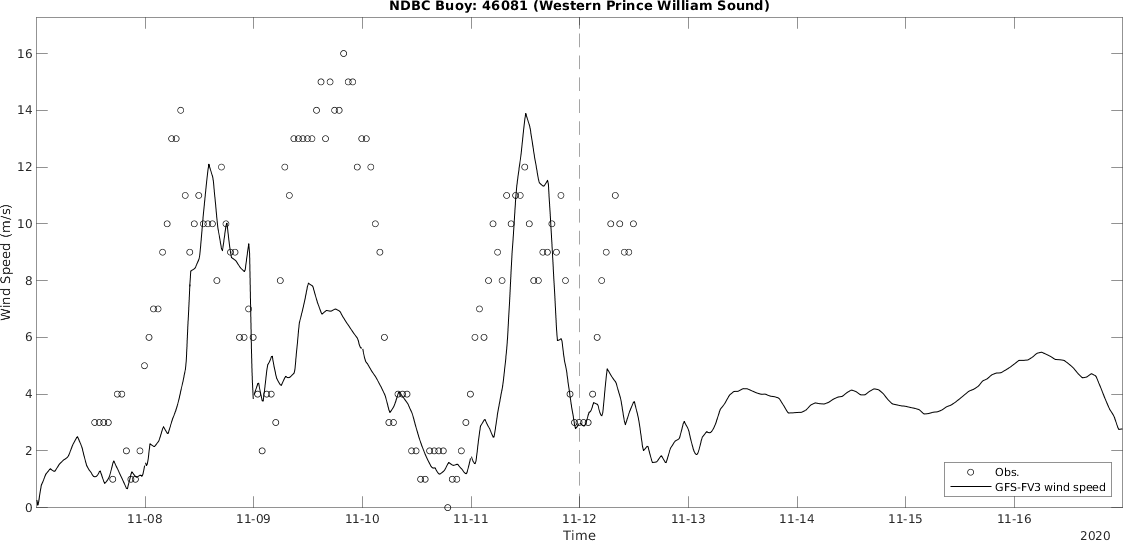 NDBC Buoy: 46081 (Western Prince William Sound)
Wind Speed (m/s)
16
14
12
10
8
6
4
2
0
Obs.
GFS-FV3 wind speed
11-08 11-09 11-10 11-11 11-12 11-13 11-14 11-15 11-16
Time
2020